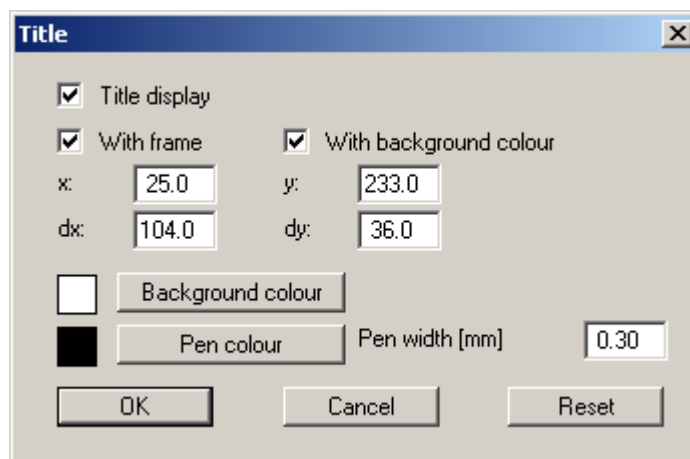 Title
Title display
With frame With background colour
x: 25.0 y: 233.0
dx: 104.0 dy: 36.0
Background colour
Pen colour Pen width [mm] 0.30
OK Cancel Reset